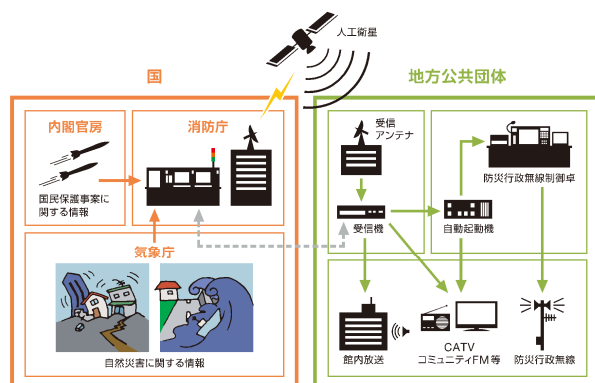 人工衛星
国
地方公共団体
内閣官房
消防庁
国民保護事案に
関する情報
気象庁
自然災害に関する情報
受信
アンテナ
受信機
自動起動機
防災行政無線制御卓
館内放送
CATV
コミュニティFM等
防災行政無線